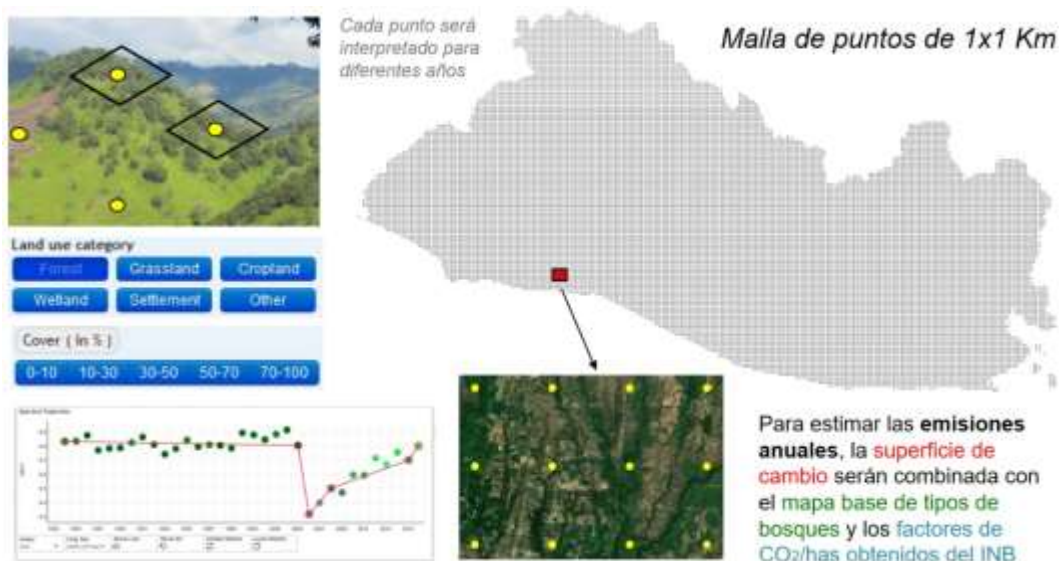 Cada punto será
interpretado para
diferentes años
Malla de puntos de 1x1 Km
Land use category
Forest Grassland Cropland
Wetland Settlement Other
Cover ( In % )
0-10 10-30 30-50 50-70 70-100
Para estimar las emisiones
anuales, la superficie de
cambio serán combinada con
el mapa base de tipos de
bosques y los factores de
CO2/has obtenidos del INB